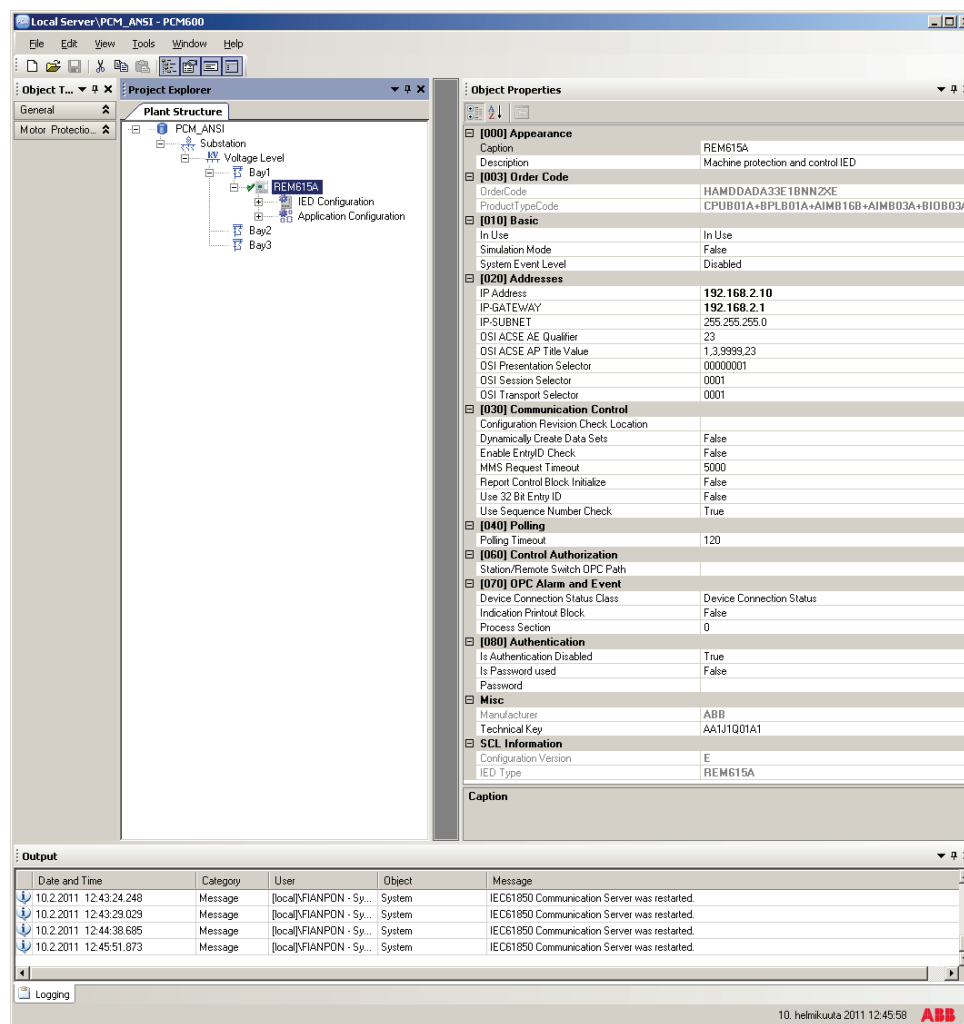 Local Server\PCM_ANSI - PCM600
File Edit View Tools Window Help
Object T...
General
Motor Protectio...
Project Explorer
Plant Structure
PCM_ANSI
Substation
Voltage Level
Bay1
REM615A
IED Configuration
Application Configuration
Bay2
Bay3
Object Properties
[000] Appearance
Caption REM615A
Description Machine protection and control IED
[003] Order Code
OrderCode HAMDDADA33E1BNN2XE
ProductTypeCode CPUB01A+BPLB01A+AIMB16B+AIMB03A+BIOB03A
[010] Basic
In Use In Use
Simulation Mode False
System Event Level Disabled
[020] Addresses
IP Address 192.168.2.10
IP-GATEWAY 192.168.2.1
IP-SUBNET 255.255.255.0
OSI ACSE AE Qualifier 23
OSI ACSE AP Title Value 1,3,9999,23
OSI Presentation Selector 00000001
OSI Session Selector 0001
OSI Transport Selector 0001
[030] Communication Control
Configuration Revision Check Location
Dynamically Create Data Sets False
Enable EntryID Check False
MMS Request Timeout 5000
Report Control Block Initialize False
Use 32 Bit Entry ID False
Use Sequence Number Check True
[040] Polling
Polling Timeout 120
[060] Control Authorization
Station/Remote Switch OPC Path
[070] OPC Alarm and Event
Device Connection Status Class Device Connection Status
Indication Printout Block False
Process Section 0
[080] Authentication
Is Authentication Disabled True
Is Password used False
Password
Misc
Manufacturer ABB
Technical Key AA1J1Q01A1
SCL Information
Configuration Version E
IED Type REM615A
Caption
Output
Date and Time Category User Object Message
10.2.2011 12:43:24.248 Message [local]\FIANPON - Sy... System IEC61850 Communication Server was restarted.
10.2.2011 12:43:29.029 Message [local]\FIANPON - Sy... System IEC61850 Communication Server was restarted.
10.2.2011 12:44:38.685 Message [local]\FIANPON - Sy... System IEC61850 Communication Server was restarted.
10.2.2011 12:45:51.873 Message [local]\FIANPON - Sy... System IEC61850 Communication Server was restarted.
Logging
10. helmikuuta 2011 12:45:58 ABB